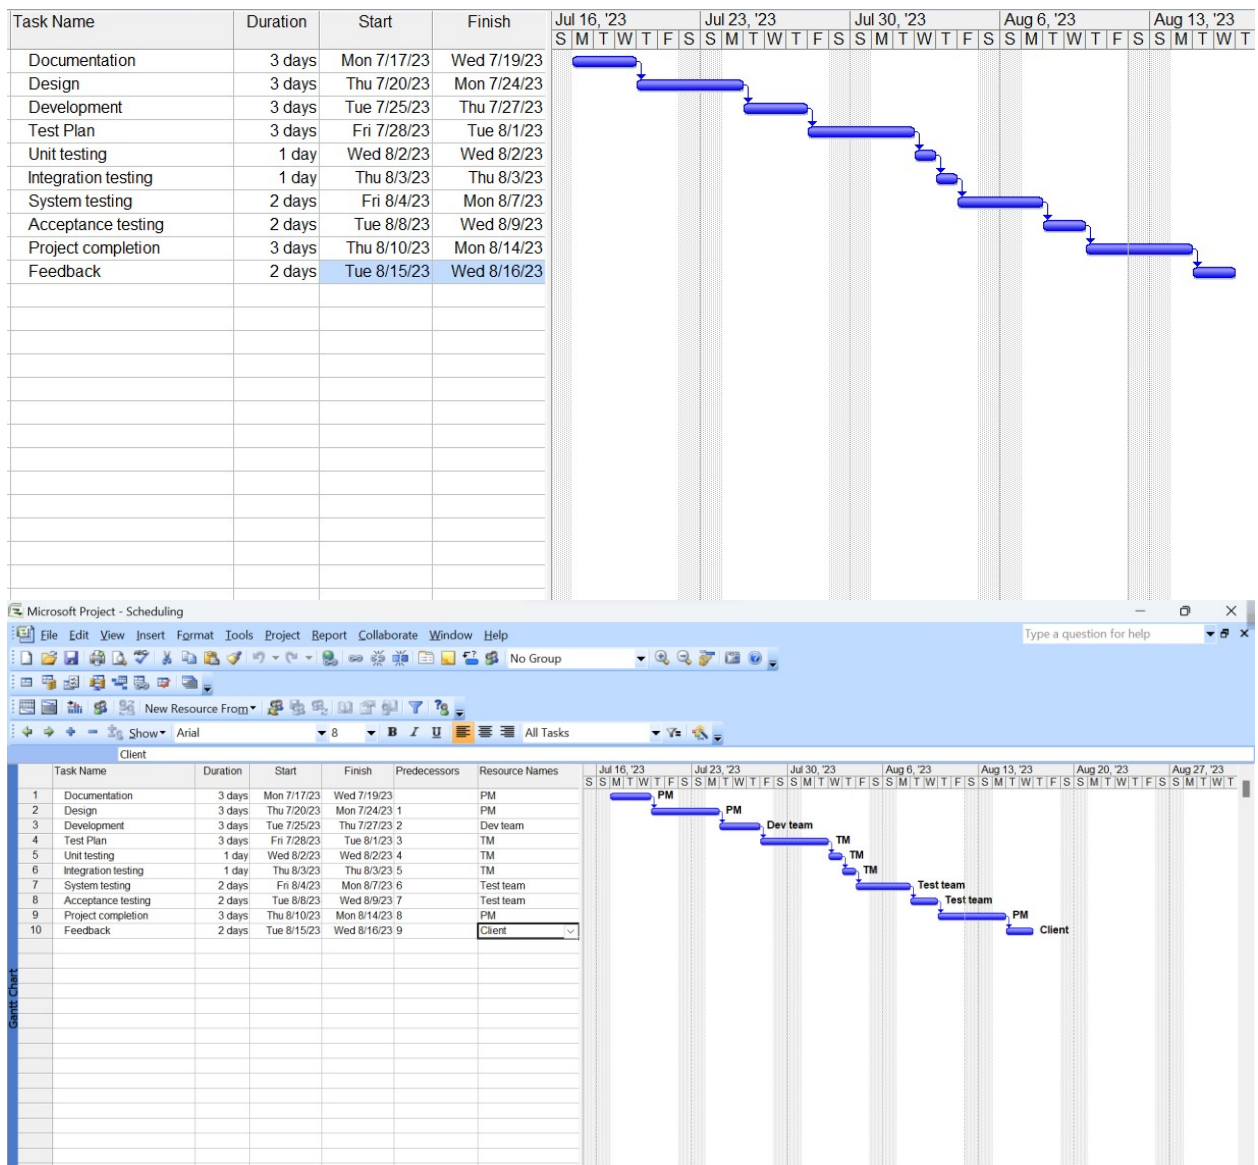 Task Name Duration Start Finish Jul 16, '23 Jul 23, '23 Jul 30, '23 Aug 6, '23 Aug 13, '23
S M T W T F S S M T W T F S S M T W T F S S M T W T F S S M T W T
Documentation 3 days Mon 7/17/23 Wed 7/19/23
Design 3 days Thu 7/20/23 Mon 7/24/23
Development 3 days Tue 7/25/23 Thu 7/27/23
Test Plan 3 days Fri 7/28/23 Tue 8/1/23
Unit testing 1 day Wed 8/2/23 Wed 8/2/23
Integration testing 1 day Thu 8/3/23 Thu 8/3/23
System testing 2 days Fri 8/4/23 Mon 8/7/23
Acceptance testing 2 days Tue 8/8/23 Wed 8/9/23
Project completion 3 days Thu 8/10/23 Mon 8/14/23
Feedback 2 days Tue 8/15/23 Wed 8/16/23
Microsoft Project - Scheduling
File Edit View Insert Format Tools Project Report Collaborate Window Help Type a question for help
No Group
New Resource From
Show Arial 8 B I U All Tasks
Client
Task Name Duration Start Finish Predecessors Resource Names Jul 16, '23 Jul 23, '23 Jul 30, '23 Aug 6, '23 Aug 13, '23 Aug 20, '23 Aug 27, '23
S S M T W T F S S M T W T F S S M T W T F S S M T W T F S S M T W T F S S M T W T F S S M T W T
1 Documentation 3 days Mon 7/17/23 Wed 7/19/23 PM PM
2 Design 3 days Thu 7/20/23 Mon 7/24/23 1 PM PM
3 Development 3 days Tue 7/25/23 Thu 7/27/23 2 Dev team Dev team
4 Test Plan 3 days Fri 7/28/23 Tue 8/1/23 3 TM TM
5 Unit testing 1 day Wed 8/2/23 Wed 8/2/23 4 TM TM
6 Integration testing 1 day Thu 8/3/23 Thu 8/3/23 5 TM TM
7 System testing 2 days Fri 8/4/23 Mon 8/7/23 6 Test team Test team
8 Acceptance testing 2 days Tue 8/8/23 Wed 8/9/23 7 Test team Test team
9 Project completion 3 days Thu 8/10/23 Mon 8/14/23 8 PM PM
10 Feedback 2 days Tue 8/15/23 Wed 8/16/23 9 Client Client
Gantt Chart